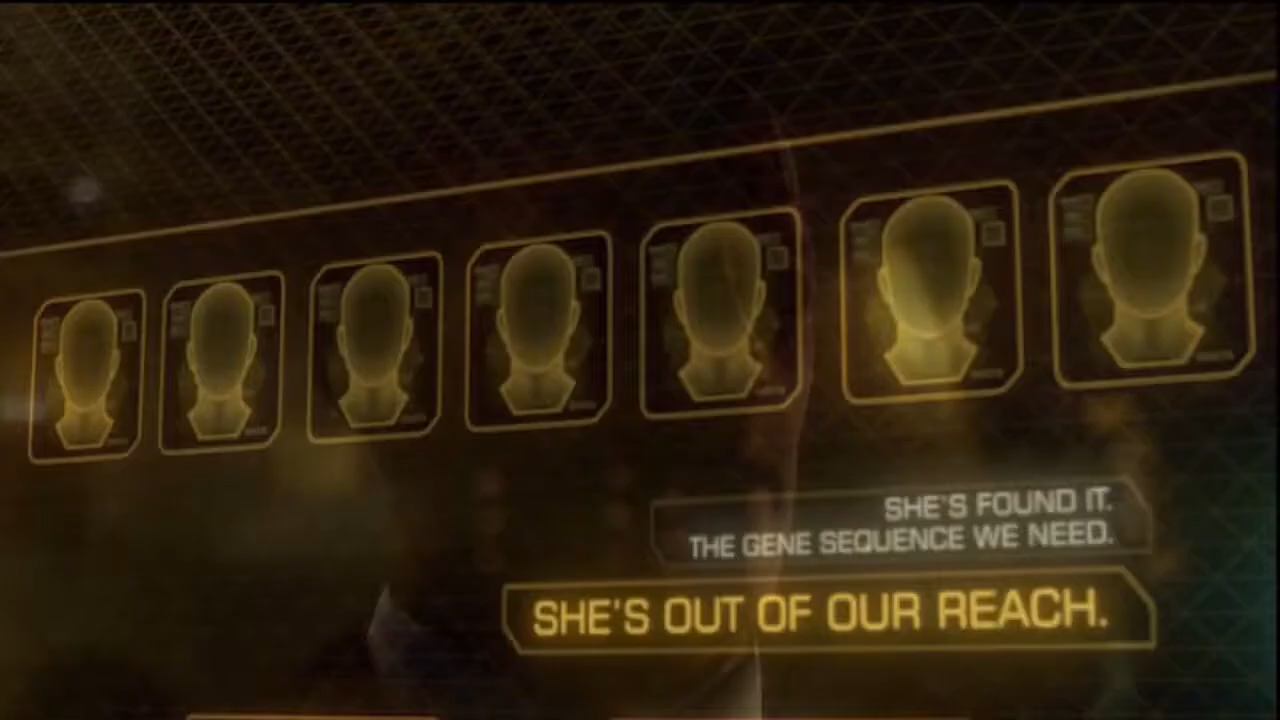 SHE'S FOUND IT.
THE GENE SEQUENCE WE NEED.
SHE'S OUT OF OUR REACH.